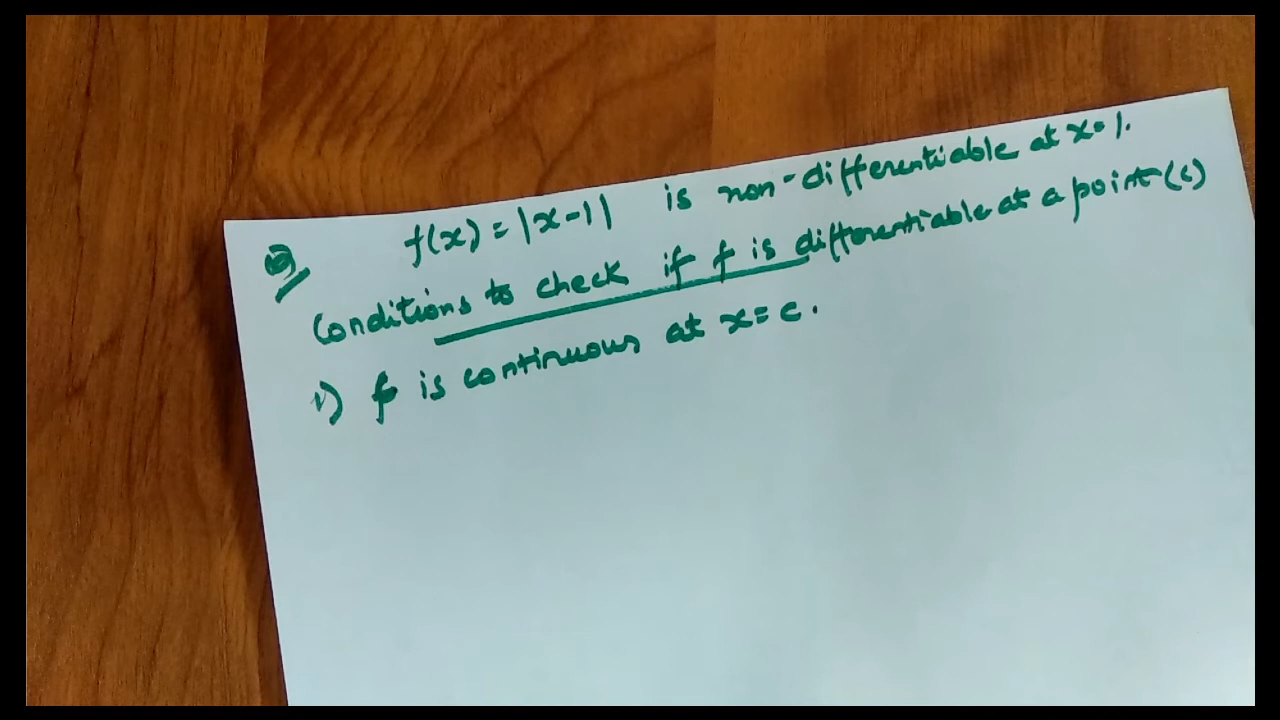 Q) f(x) = |x-1| is non-differentiable at x=1.
Conditions to check if f is differentiable at a point (c)
1) f is continuous at x = c.